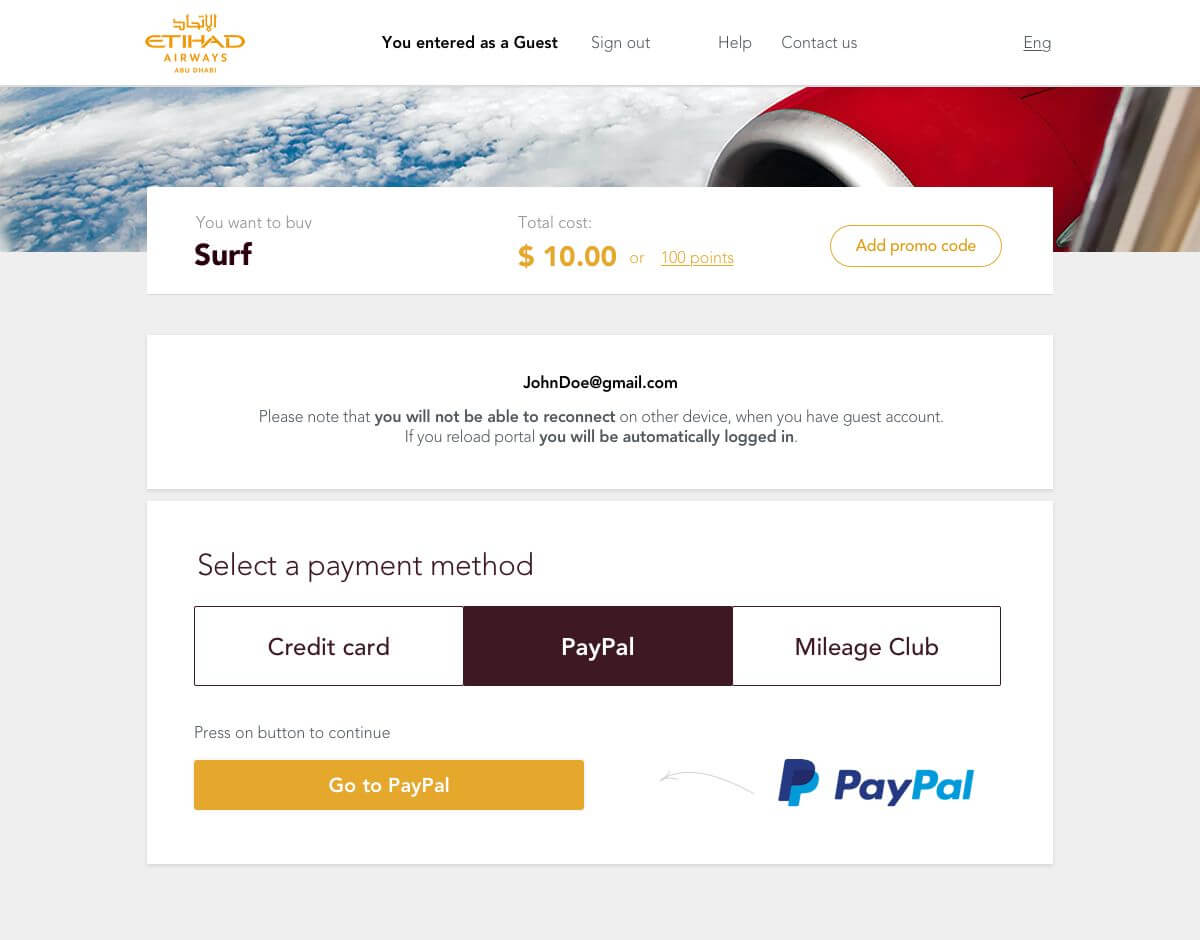 الإتحاد
ETIHAD
AIRWAYS
ABU DHABI
You entered as a Guest
Sign out
Help
Contact us
Eng
You want to buy
Surf
Total cost:
$ 10.00 or 100 points
Add promo code
JohnDoe@gmail.com
Please note that you will not be able to reconnect on other device, when you have guest account.
If you reload portal you will be automatically logged in.
Select a payment method
Credit card
PayPal
Mileage Club
Press on button to continue
Go to PayPal
PayPal